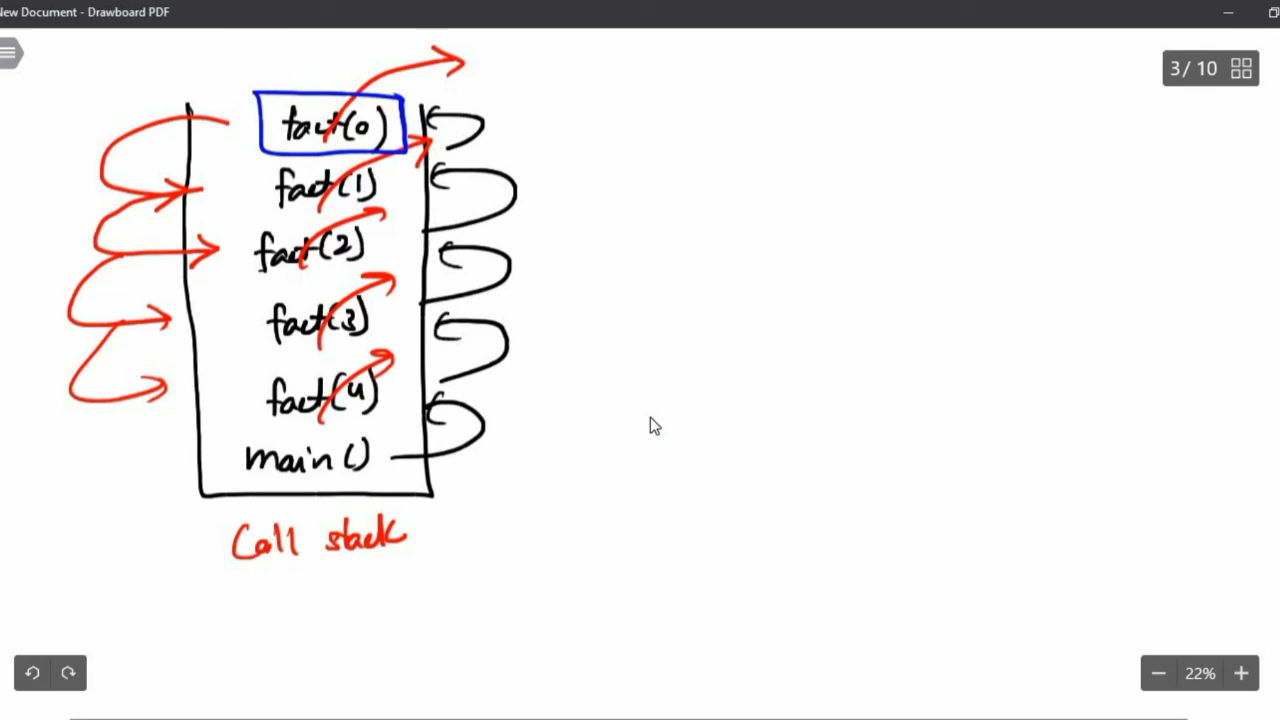 New Document - Drawboard PDF
3 / 10
fact(0)
fact(1)
fact(2)
fact(3)
fact(4)
main()
Call stack
22%